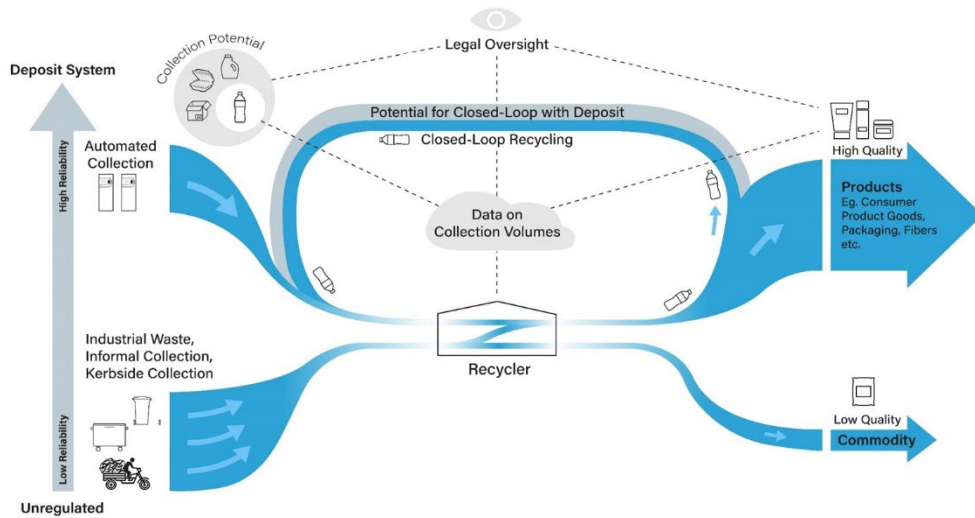 Legal Oversight
Collection Potential
Deposit System
High Reliability
Automated
Collection
Potential for Closed-Loop with Deposit
Closed-Loop Recycling
High Quality
Products
Eg. Consumer
Product Goods,
Packaging, Fibers
etc.
Data on
Collection Volumes
Industrial Waste,
Informal Collection,
Kerbside Collection
Recycler
Low Reliability
Low Quality
Commodity
Unregulated